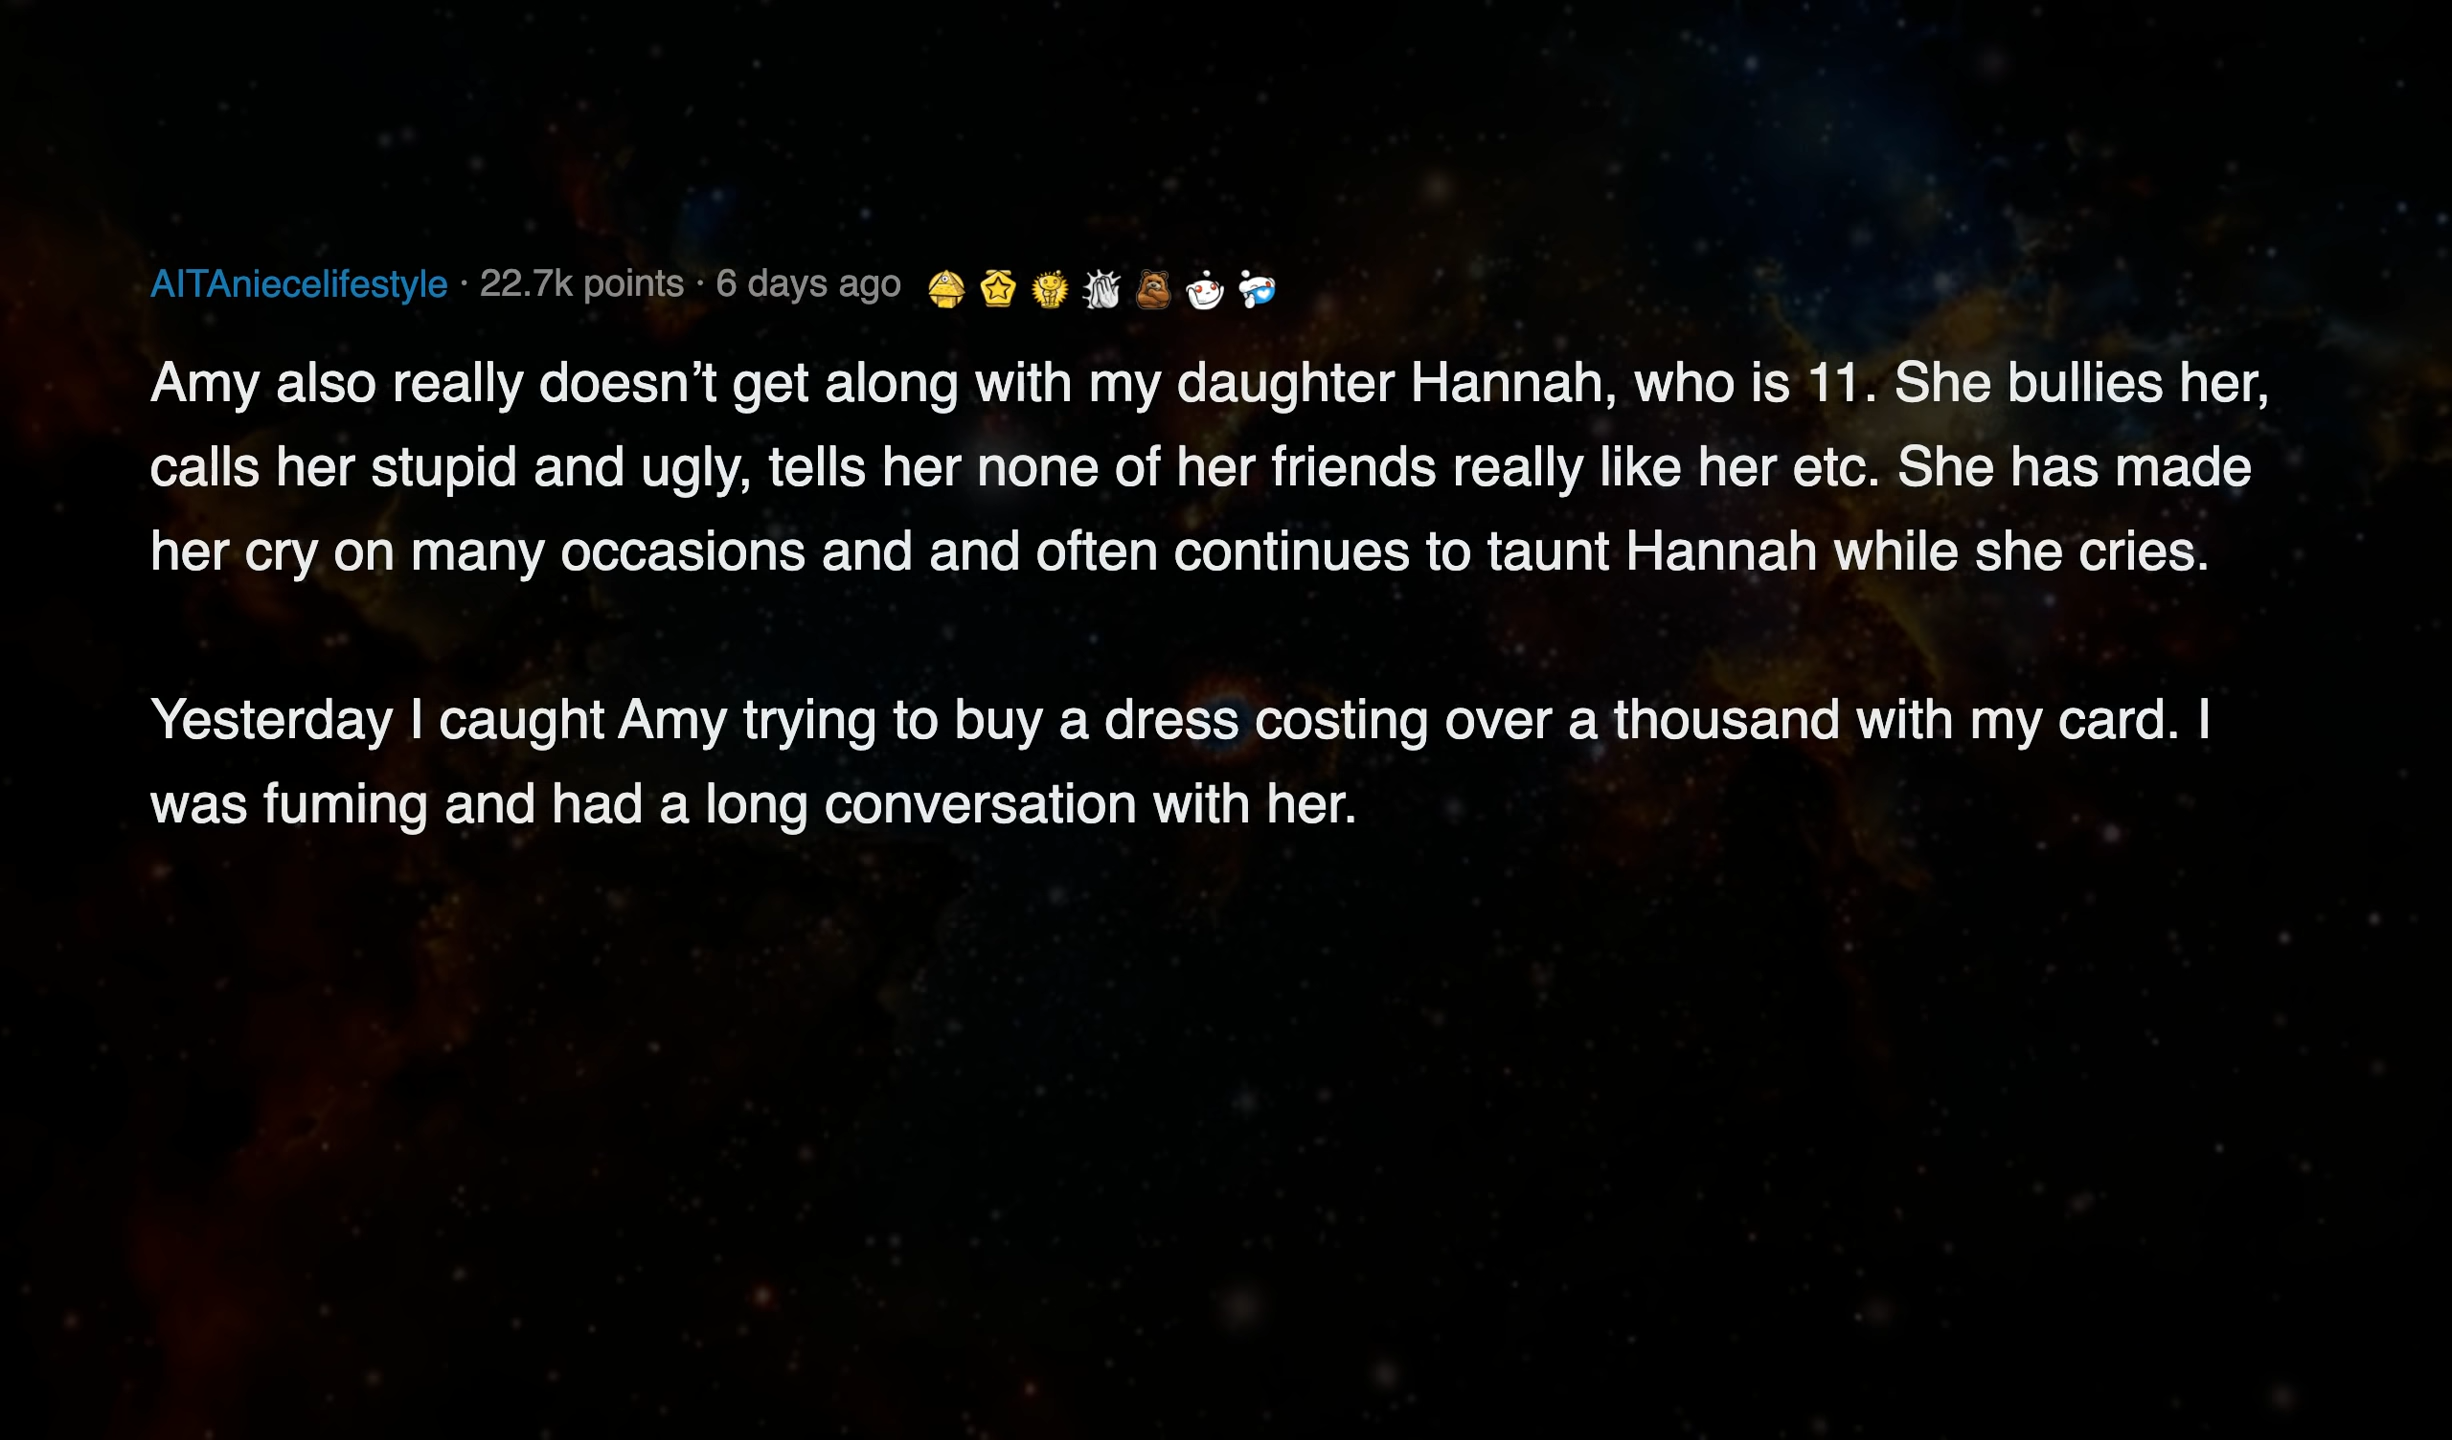 AITAniecelifestyle · 22.7k points · 6 days ago
Amy also really doesn’t get along with my daughter Hannah, who is 11. She bullies her,
calls her stupid and ugly, tells her none of her friends really like her etc. She has made
her cry on many occasions and and often continues to taunt Hannah while she cries.
Yesterday I caught Amy trying to buy a dress costing over a thousand with my card. I
was fuming and had a long conversation with her.